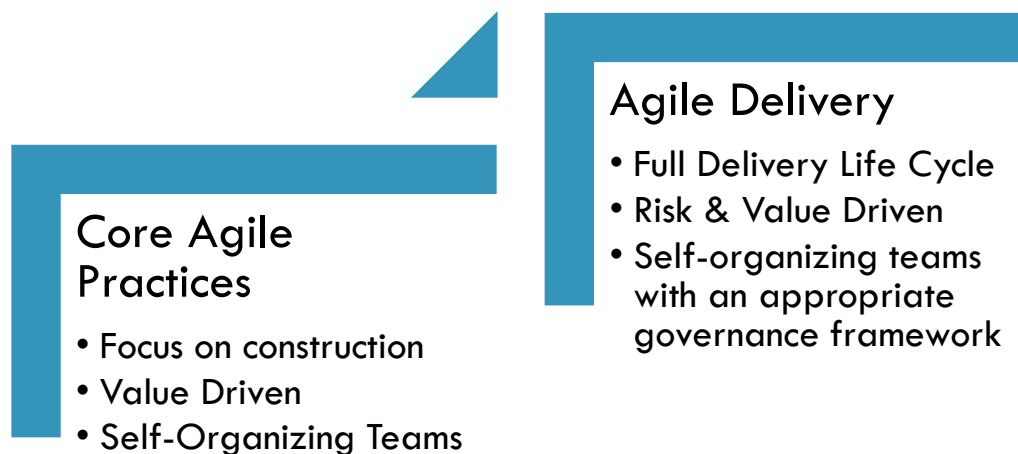 Core Agile
Practices
• Focus on construction
• Value Driven
• Self-Organizing Teams
Agile Delivery
• Full Delivery Life Cycle
• Risk & Value Driven
• Self-organizing teams
with an appropriate
governance framework